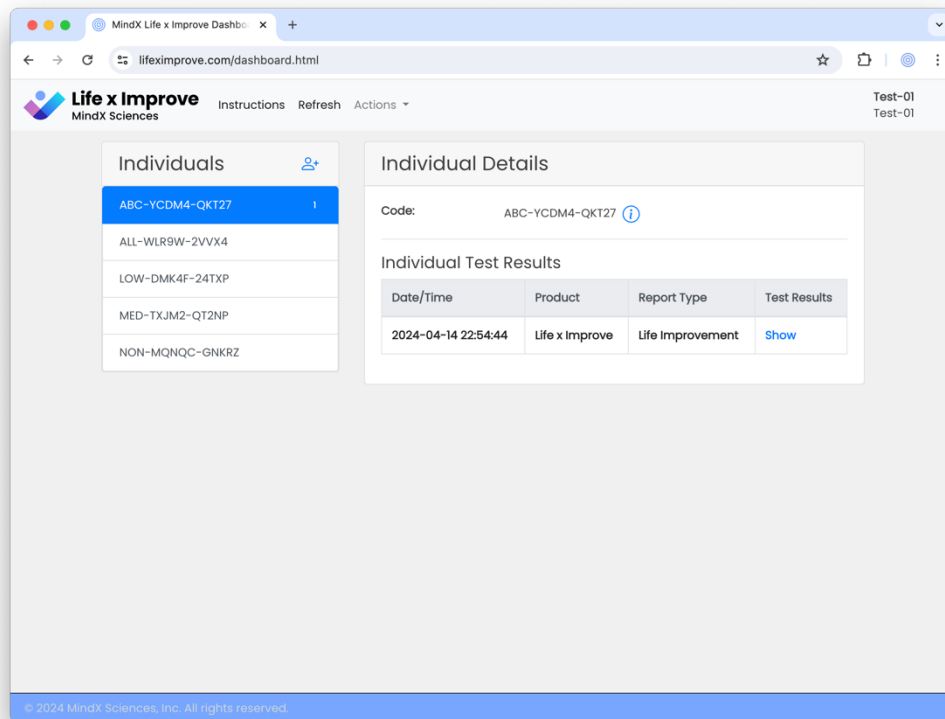 MindX Life x Improve Dashbo
lifeximprove.com/dashboard.html
Life x Improve
MindX Sciences
Instructions Refresh Actions
Test-01
Test-01
Individuals
ABC-YCDM4-QKT27 1
ALL-WLR9W-2VVX4
LOW-DMK4F-24TXP
MED-TXJM2-QT2NP
NON-MQNQC-GNKRZ
Individual Details
Code: ABC-YCDM4-QKT27
Individual Test Results
Date/Time Product Report Type Test Results
2024-04-14 22:54:44 Life x Improve Life Improvement Show
© 2024 MindX Sciences, Inc. All rights reserved.